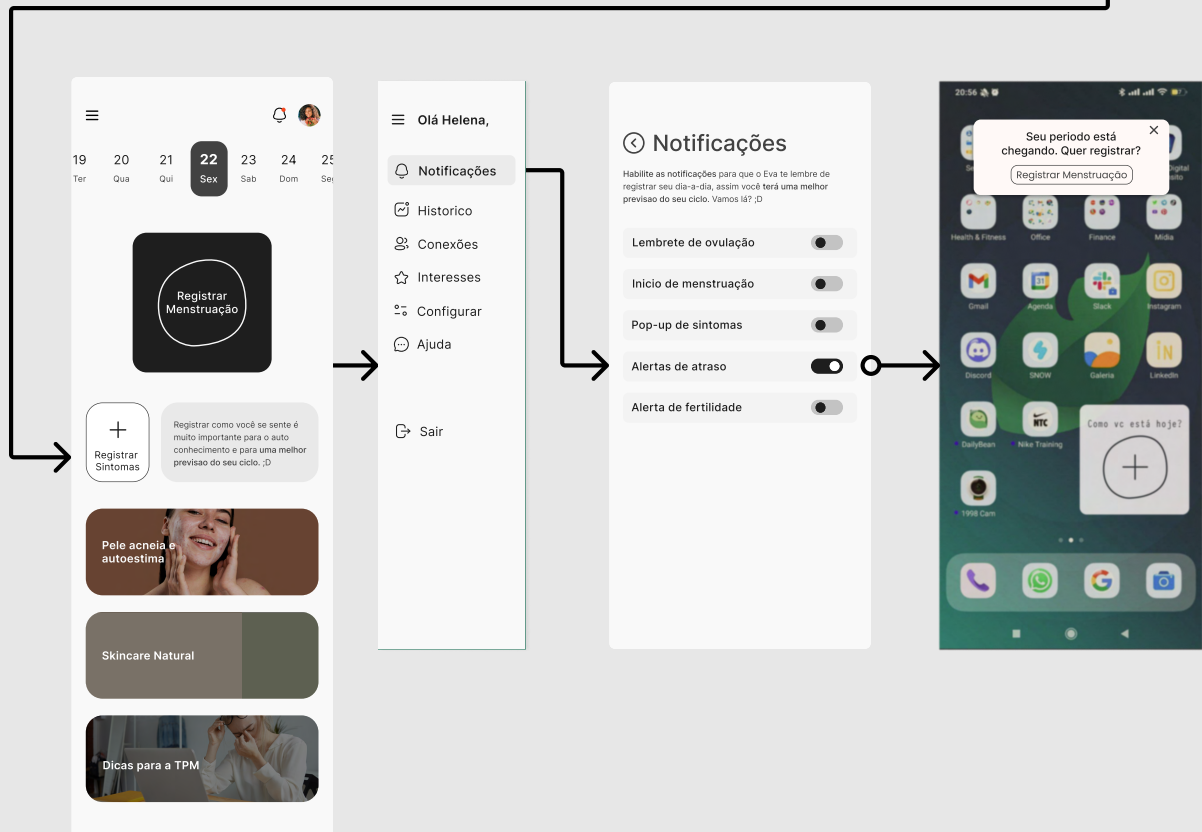 19 20 21 22 23 24 25
Ter Qua Qui Sex Sab Dom Seg
Registrar
Menstruação
Registrar
Sintomas
Registrar como você se sente é
muito importante para o auto
conhecimento e para uma melhor
previsao do seu ciclo. ;D
Pele acneia e
autoestima
Skincare Natural
Dicas para a TPM
Olá Helena,
Notificações
Historico
Conexões
Interesses
Configurar
Ajuda
Sair
Notificações
Habilite as notificações para que o Eva te lembre de
registrar seu dia-a-dia, assim você terá uma melhor
previsao do seu ciclo. Vamos lá? ;D
Lembrete de ovulação
Inicio de menstruação
Pop-up de sintomas
Alertas de atraso
Alerta de fertilidade
20:56
Seu periodo está
chegando. Quer registrar?
Registrar Menstruação
Health & Fitness Office Finance Mídia
31
Gmail Agenda Slack Instagram
iN
Discord SNOW Galeria LinkedIn
NTC
DailyBean Nike Training
Como vc está hoje?
1998 Cam